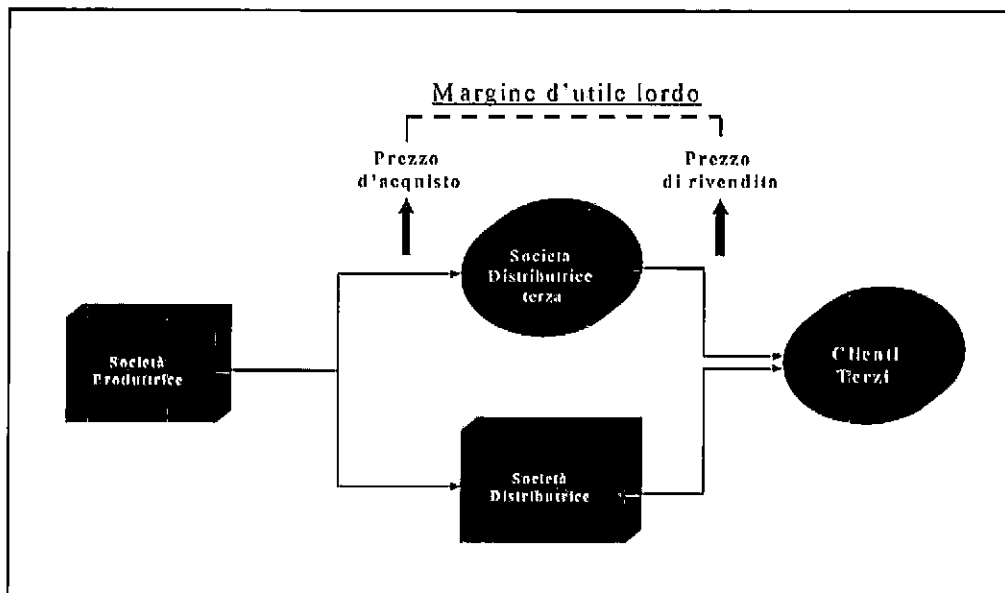 Margine d'utile lordo
Prezzo
d'acquisto
Prezzo
di rivendita
Società
Distributrice
terza
Società
Produttrice
Clienti
Terzi
Società
Distributrice